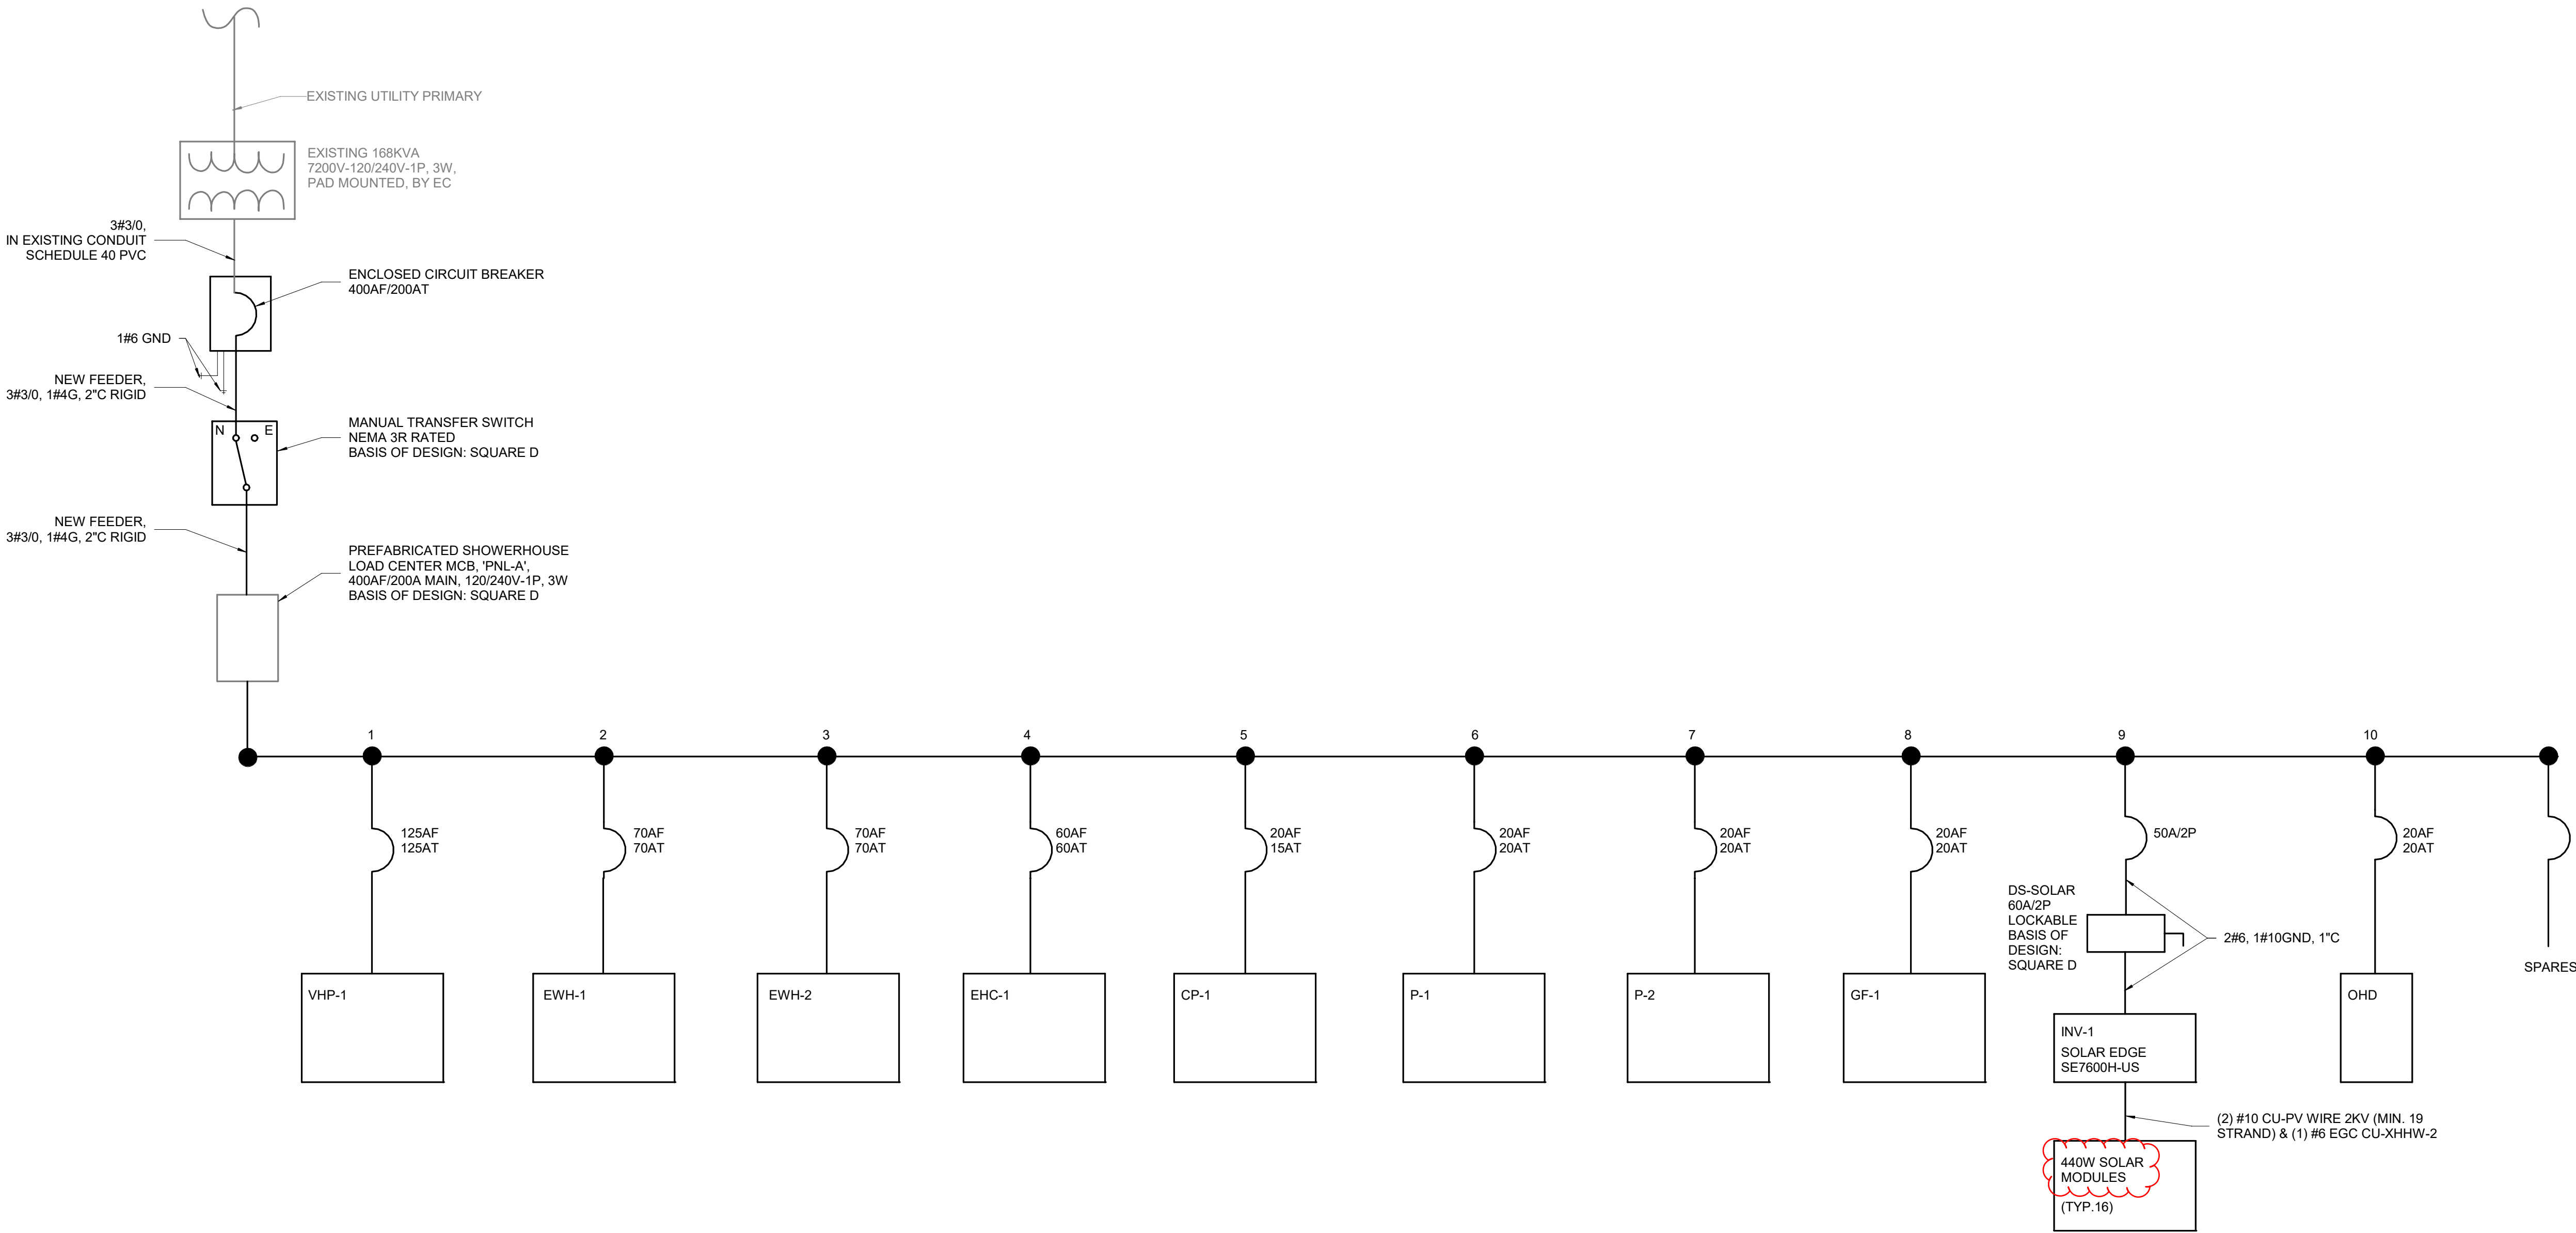 EXISTING UTILITY PRIMARY
EXISTING 168KVA
7200V-120/240V-1P, 3W,
PAD MOUNTED, BY EC
3#3/0,
IN EXISTING CONDUIT
SCHEDULE 40 PVC
ENCLOSED CIRCUIT BREAKER
400AF/200AT
1#6 GND
NEW FEEDER,
3#3/0, 1#4G, 2"C RIGID
N
E
MANUAL TRANSFER SWITCH
NEMA 3R RATED
BASIS OF DESIGN: SQUARE D
NEW FEEDER,
3#3/0, 1#4G, 2"C RIGID
PREFABRICATED SHOWERHOUSE
LOAD CENTER MCB, 'PNL-A',
400AF/200A MAIN, 120/240V-1P, 3W
BASIS OF DESIGN: SQUARE D
1
2
3
4
5
6
7
8
9
10
125AF
125AT
70AF
70AT
70AF
70AT
60AF
60AT
20AF
15AT
20AF
20AT
20AF
20AT
20AF
20AT
50A/2P
20AF
20AT
DS-SOLAR
60A/2P
LOCKABLE
BASIS OF
DESIGN:
SQUARE D
2#6, 1#10GND, 1"C
SPARES
VHP-1
EWH-1
EWH-2
EHC-1
CP-1
P-1
P-2
GF-1
INV-1
SOLAR EDGE
SE7600H-US
OHD
(2) #10 CU-PV WIRE 2KV (MIN. 19
STRAND) & (1) #6 EGC CU-XHHW-2
440W SOLAR
MODULES
(TYP.16)